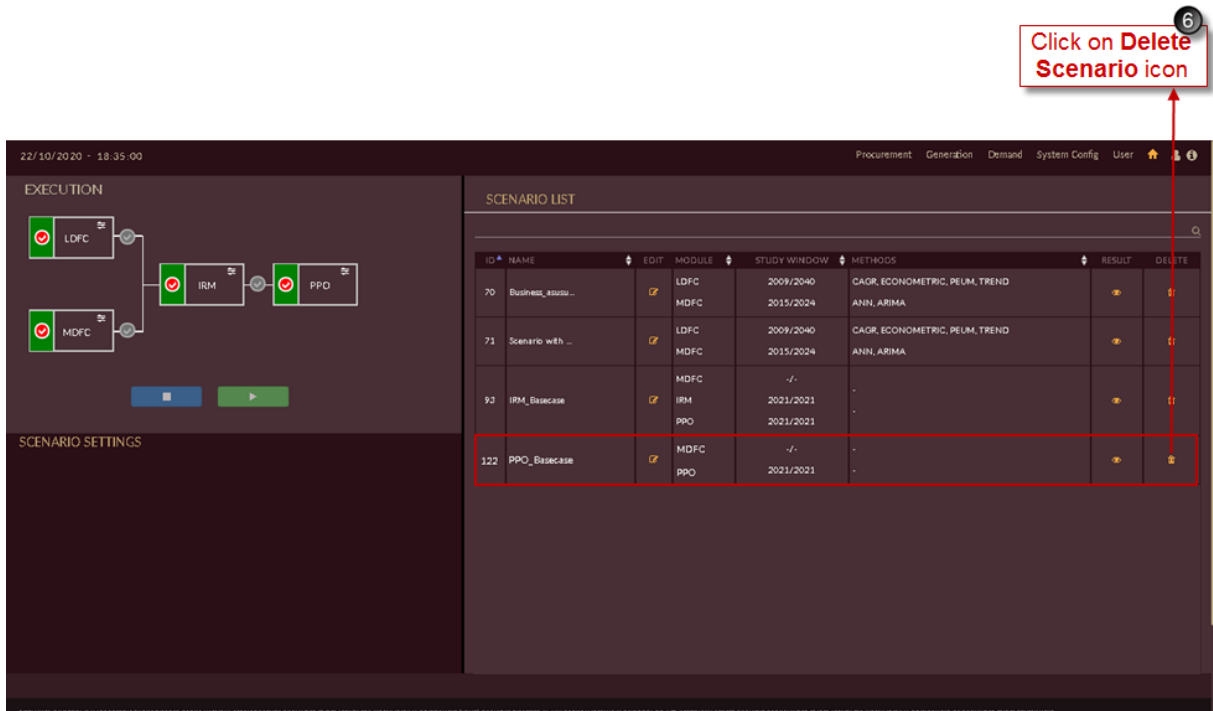 6
Click on Delete
Scenario icon
22/10/2020 - 18:35:00
Procurement Generation Demand System Config User
EXECUTION
LDFC
IRM
PPO
MDFC
SCENARIO SETTINGS
SCENARIO LIST
ID NAME EDIT MODULE STUDY WINDOW METHODS RESULT DELETE
70 Business_asusu... LDFC 2009/2040 CAGR, ECONOMETRIC, PEUM, TREND
MDFC 2015/2024 ANN, ARIMA
71 Scenario with ... LDFC 2009/2040 CAGR, ECONOMETRIC, PEUM, TREND
MDFC 2015/2024 ANN, ARIMA
MDFC -/- -
93 IRM_Basecase IRM 2021/2021
PPO 2021/2021 -
122 PPO_Basecase MDFC -/- -
PPO 2021/2021 -